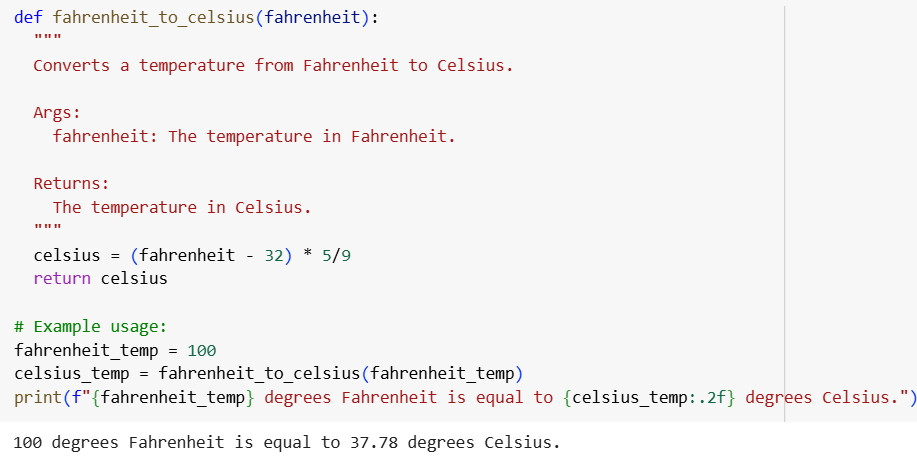 def fahrenheit_to_celsius(fahrenheit):
  """
  Converts a temperature from Fahrenheit to Celsius.

  Args:
    fahrenheit: The temperature in Fahrenheit.

  Returns:
    The temperature in Celsius.
  """
  celsius = (fahrenheit - 32) * 5/9
  return celsius

# Example usage:
fahrenheit_temp = 100
celsius_temp = fahrenheit_to_celsius(fahrenheit_temp)
print(f"{fahrenheit_temp} degrees Fahrenheit is equal to {celsius_temp:.2f} degrees Celsius.")
100 degrees Fahrenheit is equal to 37.78 degrees Celsius.